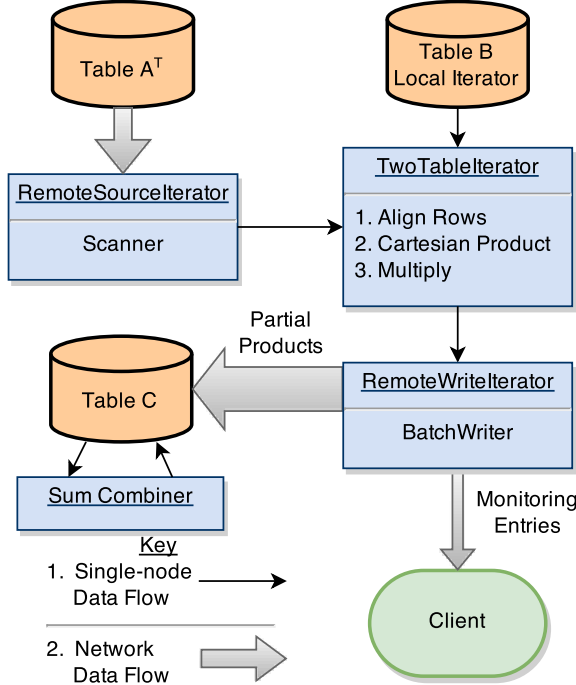 Table Aᵀ
Table B
Local Iterator
RemoteSourceIterator
Scanner
TwoTableIterator
1. Align Rows
2. Cartesian Product
3. Multiply
Partial
Products
Table C
RemoteWriteIterator
BatchWriter
Sum Combiner
Monitoring
Entries
Key
1. Single-node
Data Flow
2. Network
Data Flow
Client